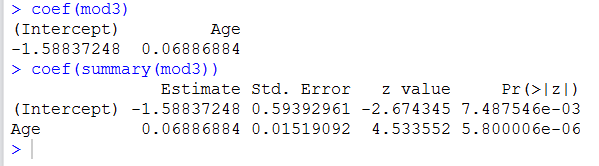 > coef(mod3)
(Intercept)         Age
-1.58837248  0.06886884
> coef(summary(mod3))
               Estimate Std. Error   z value     Pr(>|z|)
(Intercept) -1.58837248 0.59392961 -2.674345 7.487546e-03
Age          0.06886884 0.01519092  4.533552 5.800006e-06
>